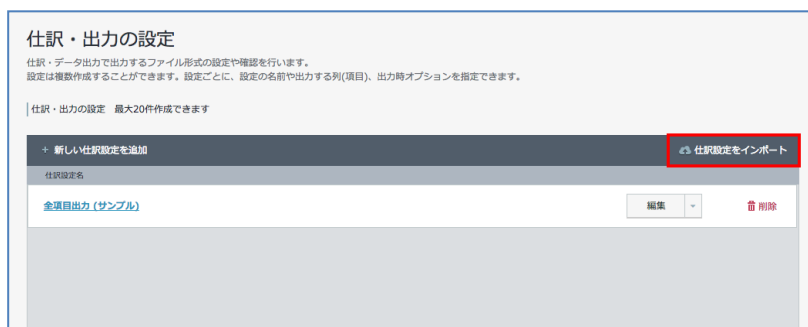 仕訳・出力の設定
仕訳・データ出力で出力するファイル形式の設定や確認を行います。
設定は複数作成することができます。設定ごとに、設定の名前や出力する列(項目)、出力時オプションを指定できます。
仕訳・出力の設定　最大20件作成できます
+ 新しい仕訳設定を追加
仕訳設定をインポート
仕訳設定名
全項目出力 (サンプル)
編集
削除